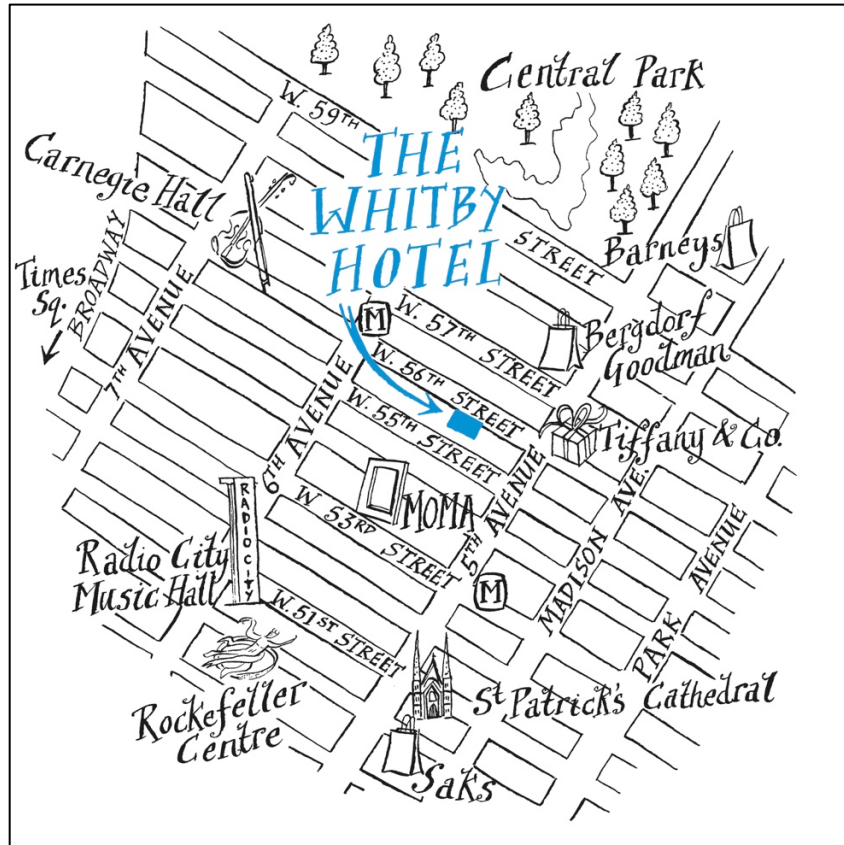 Central Park
W. 59TH
STREET
THE
WHITBY
HOTEL
Carnegie Hall
Barneys
BROADWAY
Times
Sq.
7TH AVENUE
M
W. 57TH STREET
Bergdorf
Goodman
W. 56TH STREET
6TH AVENUE
W. 55TH STREET
Tiffany & Co.
MOMA
5TH AVENUE
MADISON AVE.
PARK AVENUE
W 53RD STREET
RADIO CITY
Radio City
Music Hall
M
W. 51ST STREET
St Patrick's Cathedral
Rockefeller
Centre
Saks